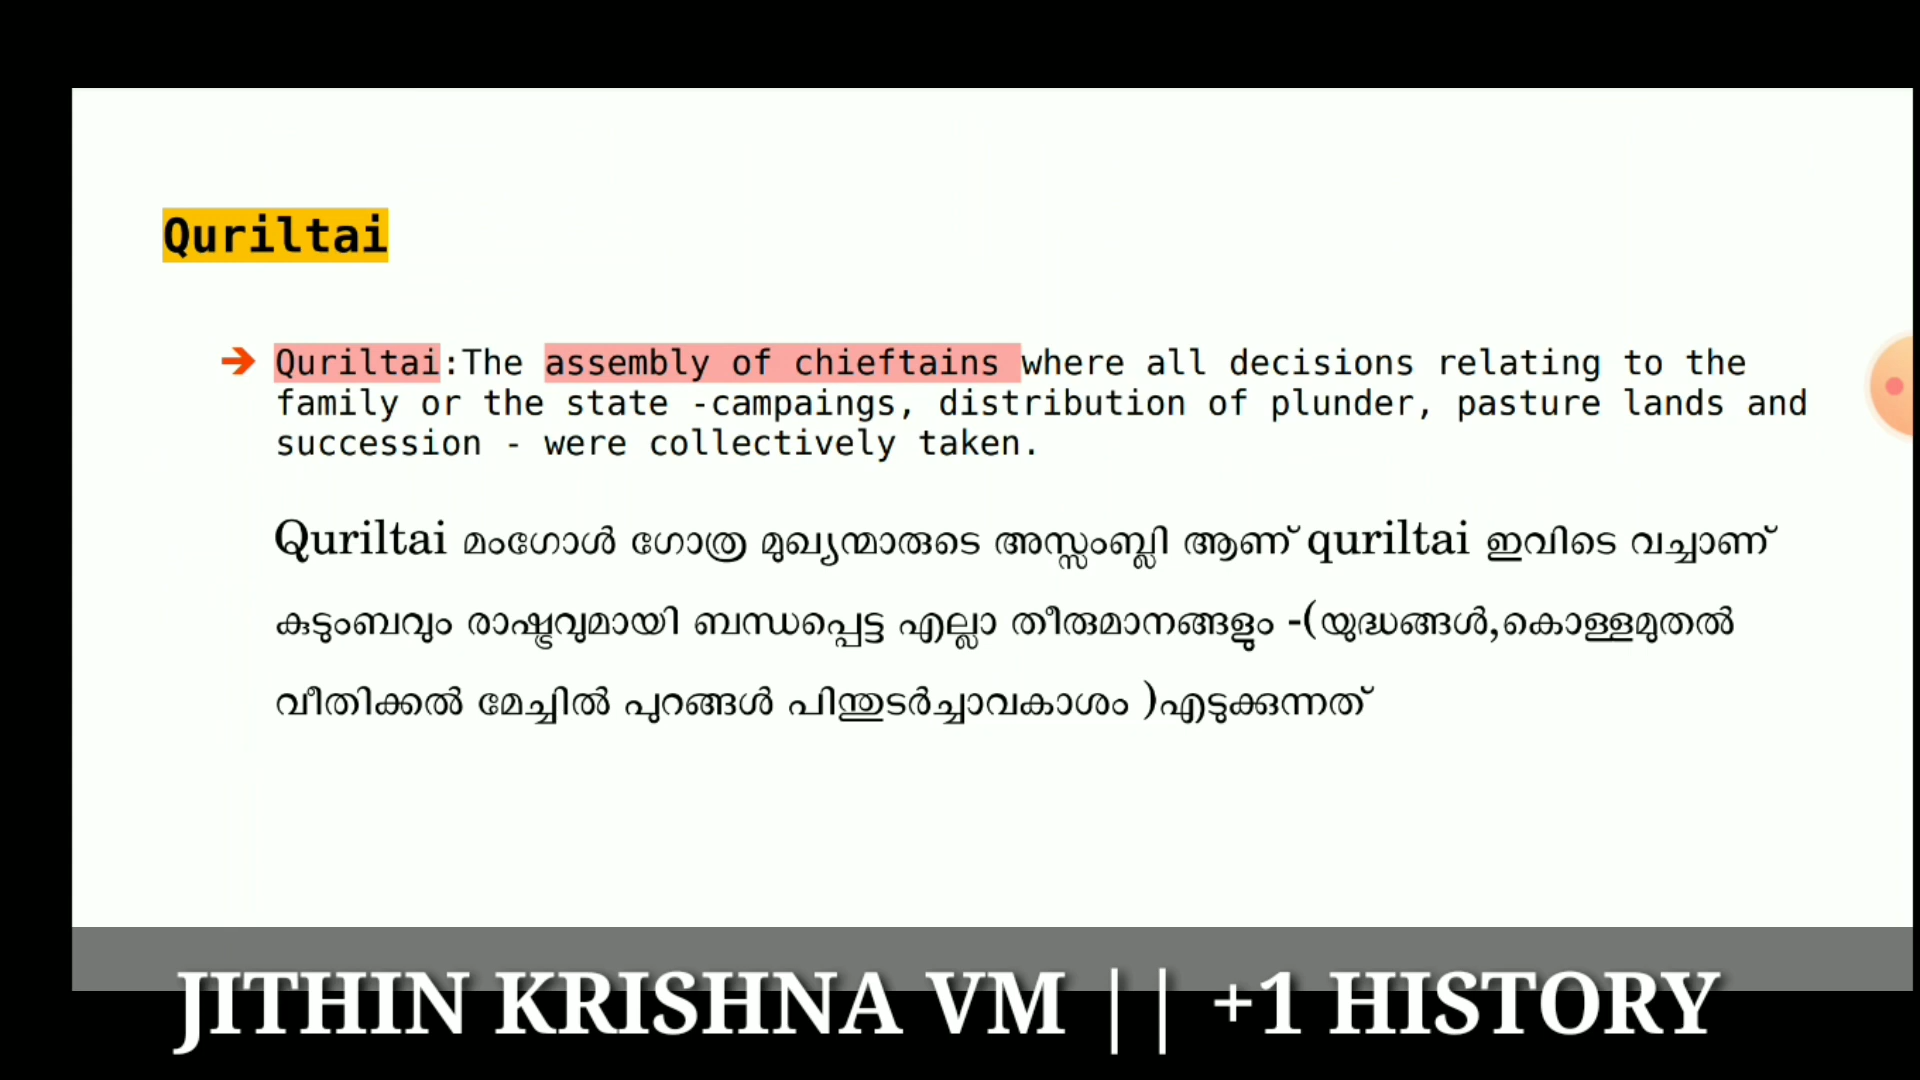 Quriltai
➔ Quriltai:The assembly of chieftains where all decisions relating to the
family or the state -campaings, distribution of plunder, pasture lands and
succession - were collectively taken.
Quriltai മംഗോൾ ഗോത്ര മുഖ്യന്മാരുടെ അസ്സംബ്ലി ആണ് quriltai ഇവിടെ വച്ചാണ്
കുടുംബവും രാഷ്ട്രവുമായി ബന്ധപ്പെട്ട എല്ലാ തീരുമാനങ്ങളും -(യുദ്ധങ്ങൾ,കൊള്ളമുതൽ
വീതിക്കൽ മേച്ചിൽ പുറങ്ങൾ പിന്തുടർച്ചാവകാശം )എടുക്കുന്നത്
JITHIN KRISHNA VM || +1 HISTORY